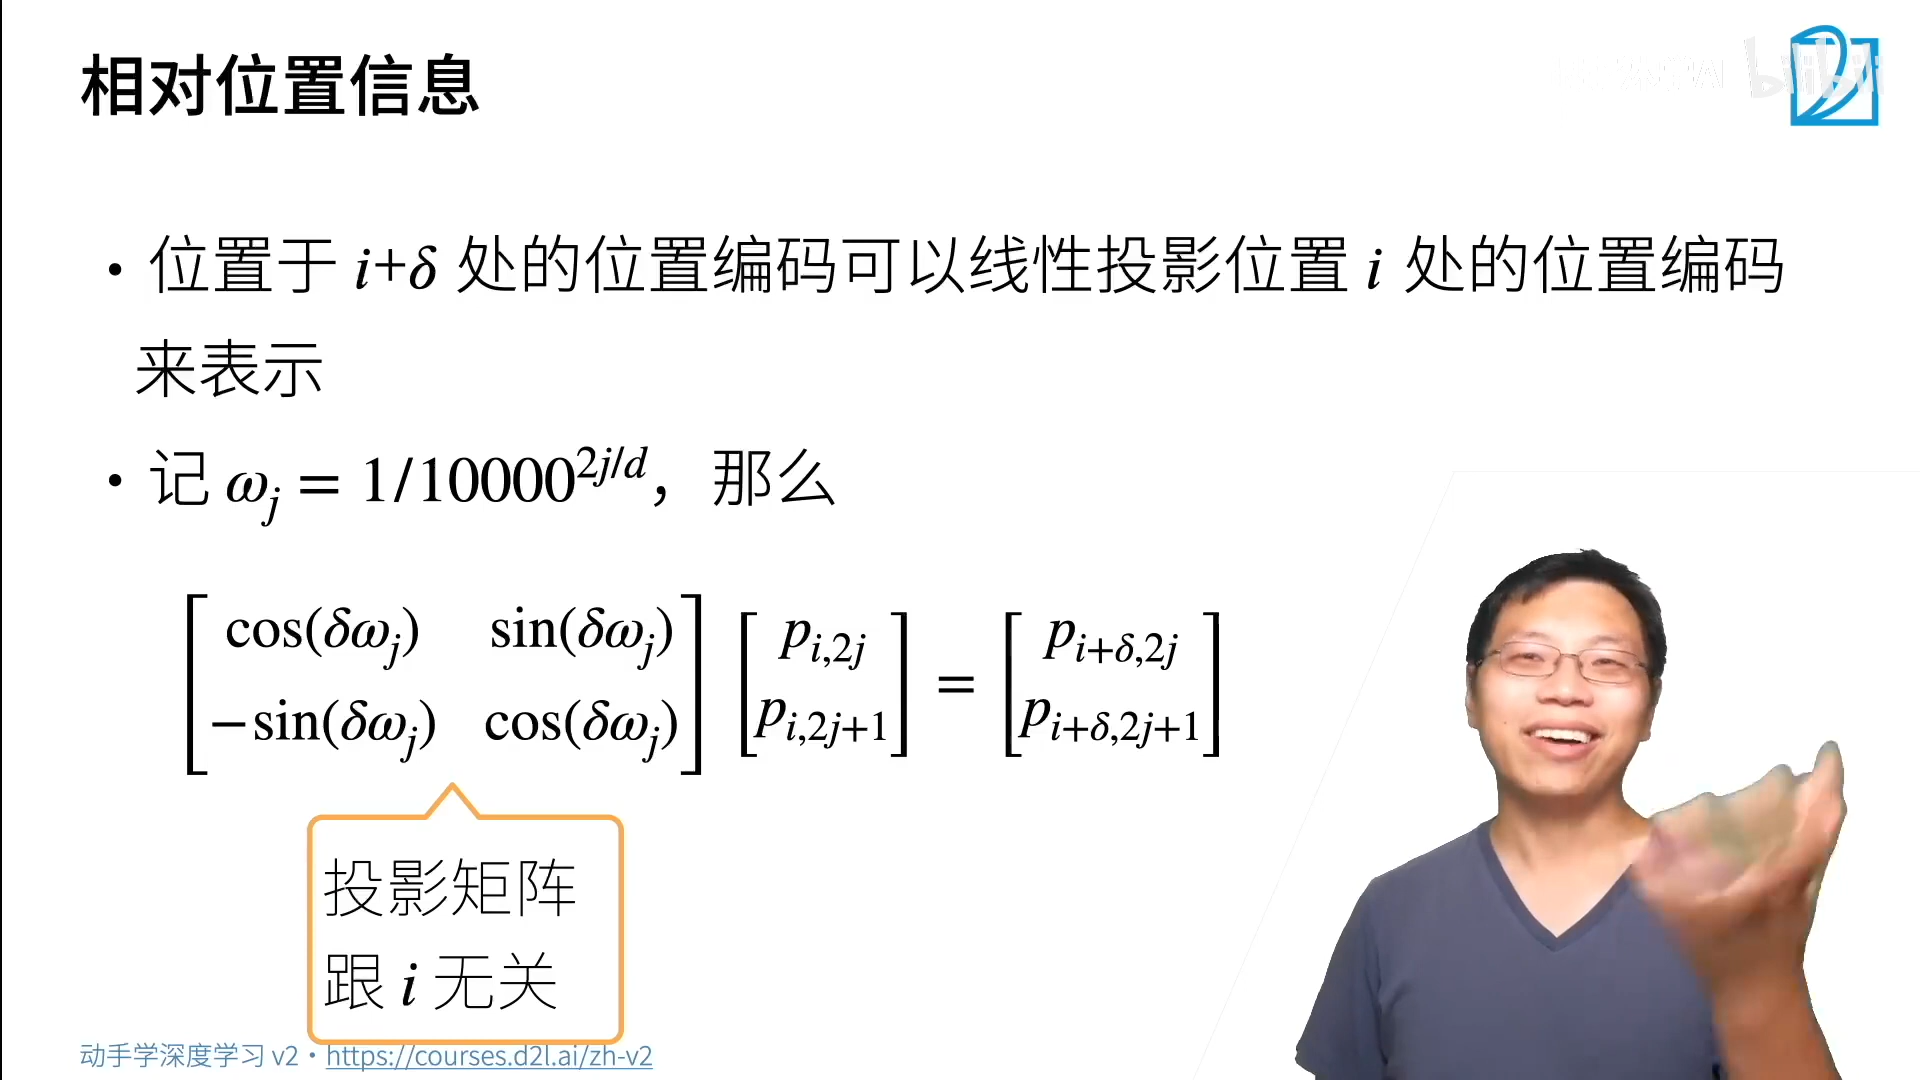 相对位置信息
bilibili
• 位置于 i+δ 处的位置编码可以线性投影位置 i 处的位置编码
来表示
• 记 ω_j = 1/10000^{2j/d}，那么
[cos(δω_j) sin(δω_j)] [p_{i,2j}] = [p_{i+δ,2j}]
[−sin(δω_j) cos(δω_j)] [p_{i,2j+1}] [p_{i+δ,2j+1}]
投影矩阵
跟 i 无关
动手学深度学习 v2 • https://courses.d2l.ai/zh-v2